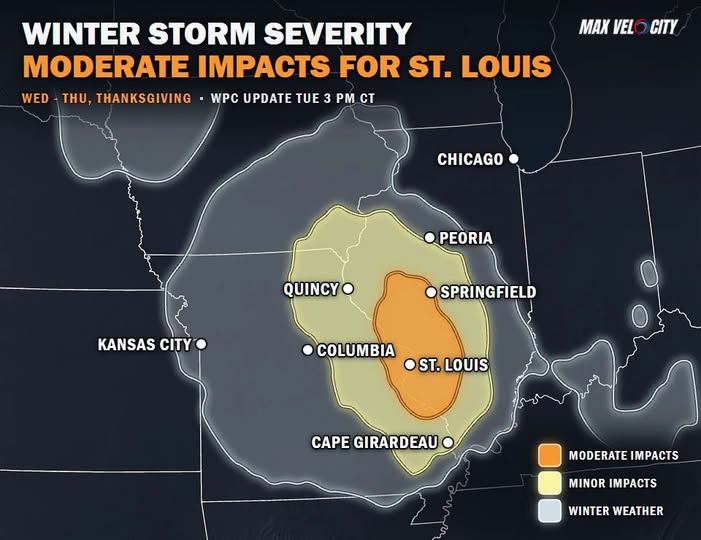 WINTER STORM SEVERITY
MAX VELOCITY
MODERATE IMPACTS FOR ST. LOUIS
WED - THU, THANKSGIVING • WPC UPDATE TUE 3 PM CT
CHICAGO
PEORIA
QUINCY
SPRINGFIELD
KANSAS CITY
COLUMBIA
ST. LOUIS
CAPE GIRARDEAU
MODERATE IMPACTS
MINOR IMPACTS
WINTER WEATHER